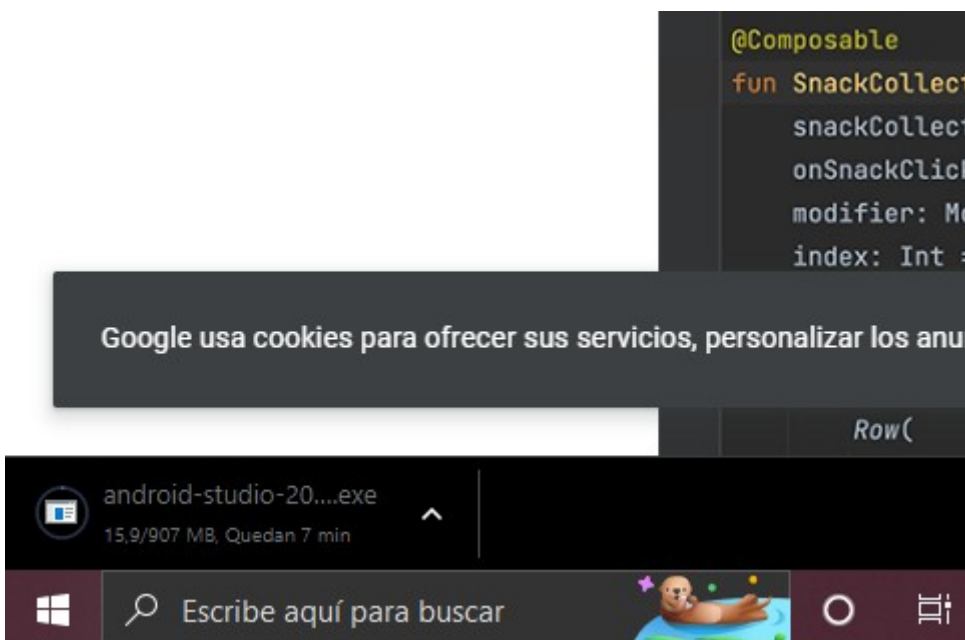 @Composable
fun SnackCollect
snackCollect
onSnackClick
modifier: Mo
index: Int =
Google usa cookies para ofrecer sus servicios, personalizar los anu
Row(
android-studio-20....exe
15,9/907 MB, Quedan 7 min
Escribe aquí para buscar